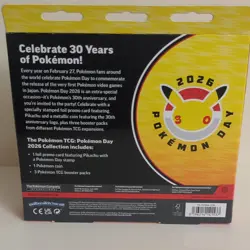 Celebrate 30 Years
of Pokémon!
Every year on February 27, Pokémon fans around
the world celebrate Pokémon Day to commemorate
the release of the very first Pokémon video games
in Japan. Pokémon Day 2026 is an extra-special
occasion—it's Pokémon's 30th anniversary, and
you're invited to the party! Celebrate with a
specially stamped foil promo card featuring
Pikachu and a metallic coin featuring the 30th
anniversary logo, plus three booster packs
from different Pokémon TCG expansions.
The Pokémon TCG: Pokémon Day
2026 Collection includes:
• 1 foil promo card featuring Pikachu with
a Pokémon Day stamp
• 1 Pokémon coin
• 3 Pokémon TCG booster packs
2026
30
POKÉMON DAY